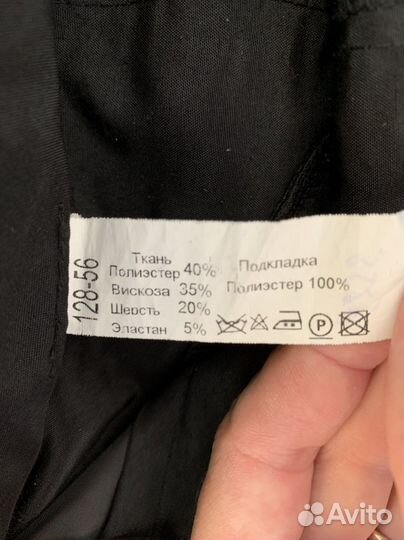 128-56
Ткань
Полиэстер 40%
Вискоза 35%
Шерсть 20%
Эластан 5%
Подкладка
Полиэстер 100%
P
Avito